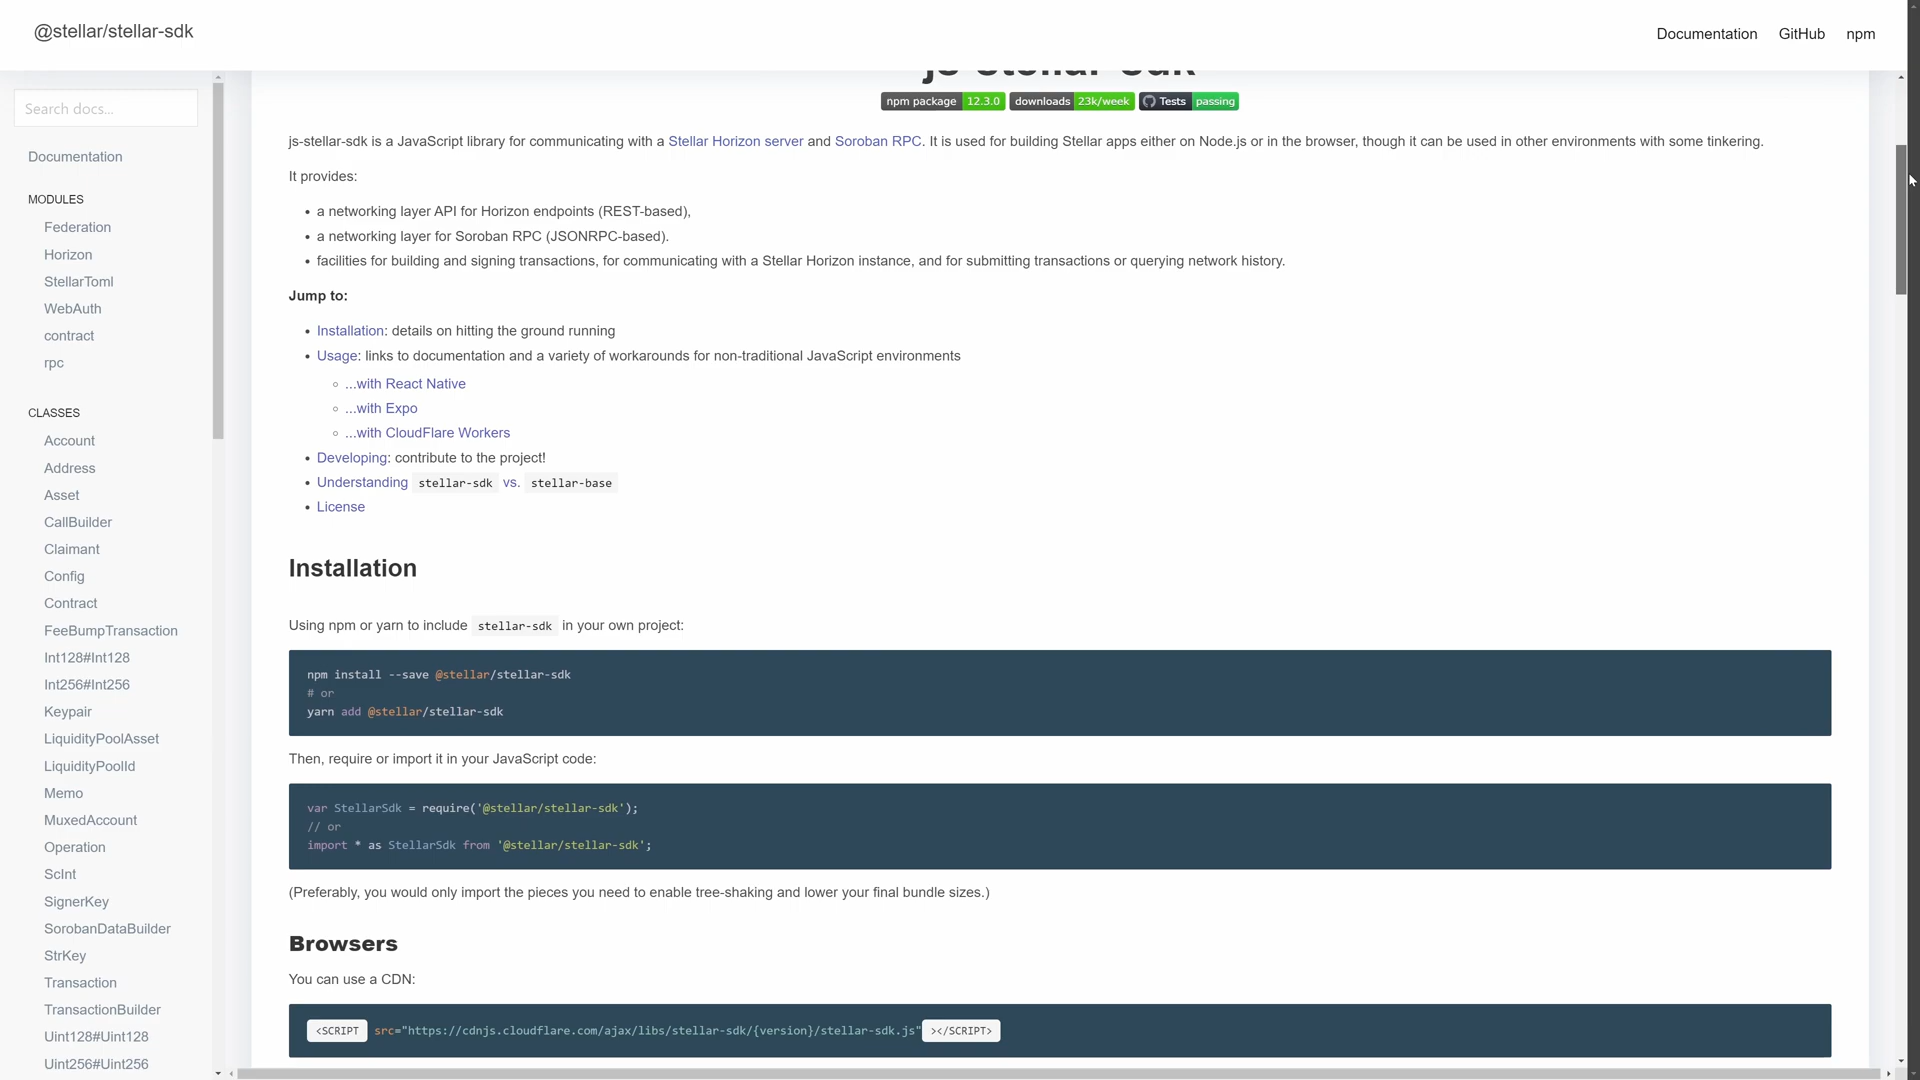 @stellar/stellar-sdk
Documentation GitHub npm
Search docs...
Documentation
MODULES
Federation
Horizon
StellarToml
WebAuth
contract
rpc
CLASSES
Account
Address
Asset
CallBuilder
Claimant
Config
Contract
FeeBumpTransaction
Int128#Int128
Int256#Int256
Keypair
LiquidityPoolAsset
LiquidityPoolId
Memo
MuxedAccount
Operation
ScInt
SignerKey
SorobanDataBuilder
StrKey
Transaction
TransactionBuilder
Uint128#Uint128
Uint256#Uint256
js-stellar-sdk
npm package 12.3.0 downloads 23k/week Tests passing
js-stellar-sdk is a JavaScript library for communicating with a Stellar Horizon server and Soroban RPC. It is used for building Stellar apps either on Node.js or in the browser, though it can be used in other environments with some tinkering.
It provides:
• a networking layer API for Horizon endpoints (REST-based),
• a networking layer for Soroban RPC (JSONRPC-based).
• facilities for building and signing transactions, for communicating with a Stellar Horizon instance, and for submitting transactions or querying network history.
Jump to:
• Installation: details on hitting the ground running
• Usage: links to documentation and a variety of workarounds for non-traditional JavaScript environments
◦ ...with React Native
◦ ...with Expo
◦ ...with CloudFlare Workers
• Developing: contribute to the project!
• Understanding stellar-sdk vs. stellar-base
• License
Installation
Using npm or yarn to include stellar-sdk in your own project:
npm install --save @stellar/stellar-sdk
# or
yarn add @stellar/stellar-sdk
Then, require or import it in your JavaScript code:
var StellarSdk = require('@stellar/stellar-sdk');
// or
import * as StellarSdk from '@stellar/stellar-sdk';
(Preferably, you would only import the pieces you need to enable tree-shaking and lower your final bundle sizes.)
Browsers
You can use a CDN:
<SCRIPT src="https://cdnjs.cloudflare.com/ajax/libs/stellar-sdk/{version}/stellar-sdk.js"></SCRIPT>